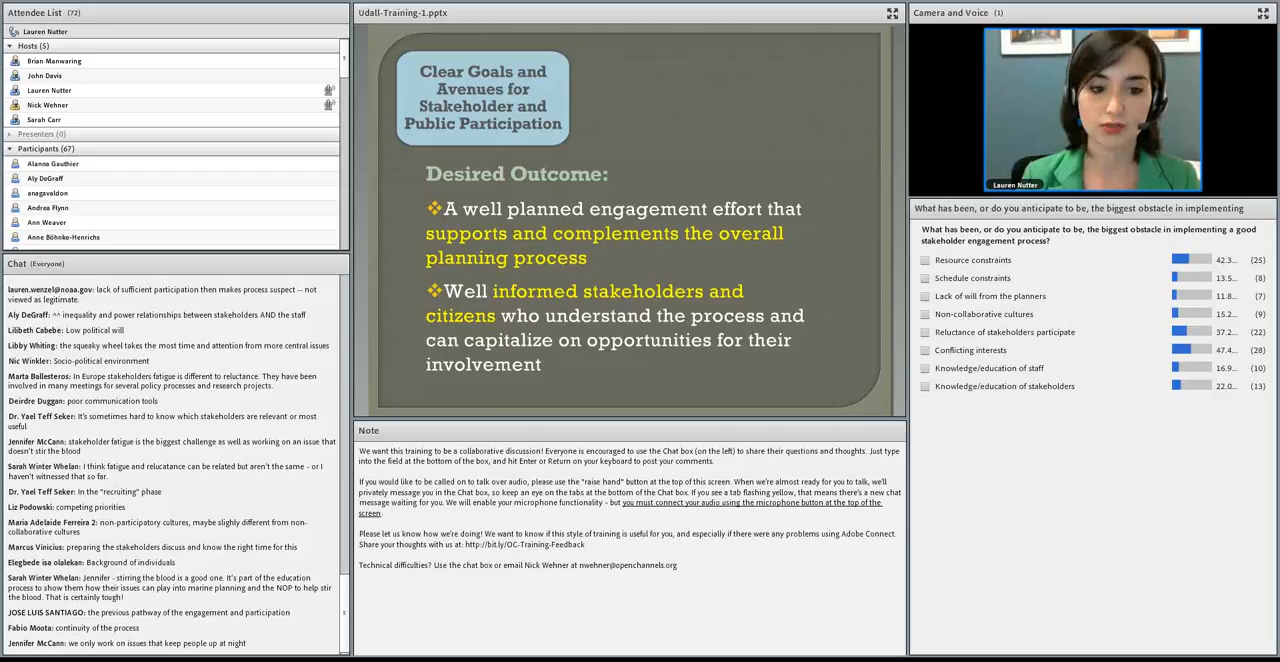 Attendee List (72)
Lauren Nutter
Hosts (5)
Brian Manwaring
John Davis
Lauren Nutter
Nick Wehner
Sarah Carr
Presenters (0)
Participants (67)
Alanna Gauthier
Aly DeGraff
anagavaldon
Andrea Flynn
Ann Weaver
Anne Böhnke-Henrichs
Chat (Everyone)
lauren.wenzel@noaa.gov: lack of sufficient participation then makes process suspect -- not
viewed as legitimate.
Aly DeGraff: ^^ inequality and power relationships between stakeholders AND the staff
Lilibeth Cabebe: Low political will
Libby Whiting: the squeaky wheel takes the most time and attention from more central issues
Nic Winkler: Socio-political environment
Marta Ballesteros: In Europe stakeholders fatigue is different to reluctance. They have been
involved in many meetings for several policy processes and research projects.
Deirdre Duggan: poor communication tools
Dr. Yael Teff Seker: It's sometimes hard to know which stakeholders are relevant or most
useful
Jennifer McCann: stakeholder fatigue is the biggest challenge as well as working on an issue that
doesn't stir the blood
Sarah Winter Whelan: I think fatigue and relucatance can be related but aren't the same - or I
haven't witnessed that so far.
Dr. Yael Teff Seker: In the "recruiting" phase
Liz Podowski: competing priorities
Maria Adelaide Ferreira 2: non-participatory cultures, maybe slighly different from non-
collaborative cultures
Marcus Vinicius: preparing the stakeholders discuss and know the right time for this
Elegbede isa olalekan: Background of individuals
Sarah Winter Whelan: Jennifer - stirring the blood is a good one. It's part of the education
process to show them how their issues can play into marine planning and the NOP to help stir
the blood. That is certainly tough!
JOSE LUIS SANTIAGO: the previous pathway of the engagement and participation
Fabio Moota: continuity of the process
Jennifer McCann: we only work on issues that keep people up at night
Udall-Training-1.pptx
Clear Goals and
Avenues for
Stakeholder and
Public Participation
Desired Outcome:
❖A well planned engagement effort that
supports and complements the overall
planning process
❖Well informed stakeholders and
citizens who understand the process and
can capitalize on opportunities for their
involvement
Note
We want this training to be a collaborative discussion! Everyone is encouraged to use the Chat box (on the left) to share their questions and thoughts. Just type
into the field at the bottom of the box, and hit Enter or Return on your keyboard to post your comments.
If you would like to be called on to talk over audio, please use the "raise hand" button at the top of this screen. When we're almost ready for you to talk, we'll
privately message you in the Chat box, so keep an eye on the tabs at the bottom of the Chat box. If you see a tab flashing yellow, that means there's a new chat
message waiting for you. We will enable your microphone functionality - but you must connect your audio using the microphone button at the top of the
screen.
Please let us know how we're doing! We want to know if this style of training is useful for you, and especially if there were any problems using Adobe Connect.
Share your thoughts with us at: http://bit.ly/OC-Training-Feedback
Technical difficulties? Use the chat box or email Nick Wehner at nwehner@openchannels.org
Camera and Voice (1)
Lauren Nutter
What has been, or do you anticipate to be, the biggest obstacle in implementing
What has been, or do you anticipate to be, the biggest obstacle in implementing a good
stakeholder engagement process?
Resource constraints 42.3... (25)
Schedule constraints 13.5... (8)
Lack of will from the planners 11.8... (7)
Non-collaborative cultures 15.2... (9)
Reluctance of stakeholders participate 37.2... (22)
Conflicting interests 47.4... (28)
Knowledge/education of staff 16.9... (10)
Knowledge/education of stakeholders 22.0... (13)